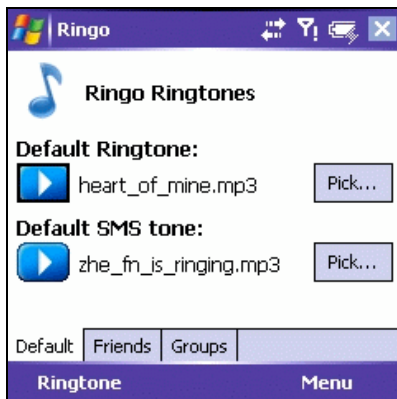 Ringo
Ringo Ringtones
Default Ringtone:
heart_of_mine.mp3 Pick...
Default SMS tone:
zhe_fn_is_ringing.mp3 Pick...
Default Friends Groups
Ringtone Menu